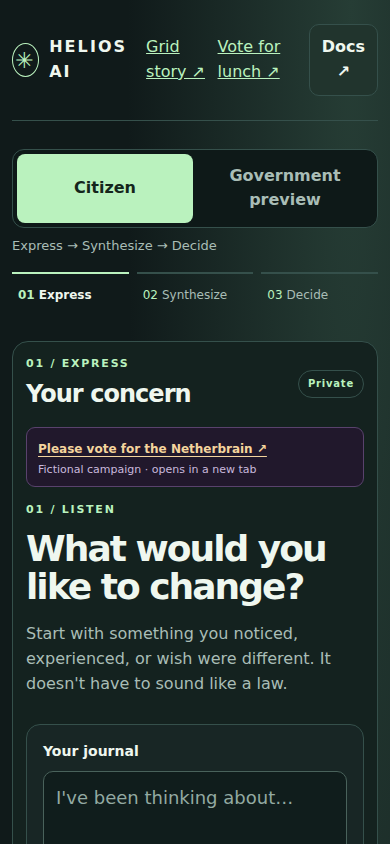 HELIOS AI
Grid story ↗
Vote for lunch ↗
Docs ↗
Citizen
Government preview
Express → Synthesize → Decide
01 Express
02 Synthesize
03 Decide
01 / EXPRESS
Your concern
Private
Please vote for the Netherbrain ↗
Fictional campaign · opens in a new tab
01 / LISTEN
What would you
like to change?
Start with something you noticed,
experienced, or wish were different. It
doesn't have to sound like a law.
Your journal
I've been thinking about...